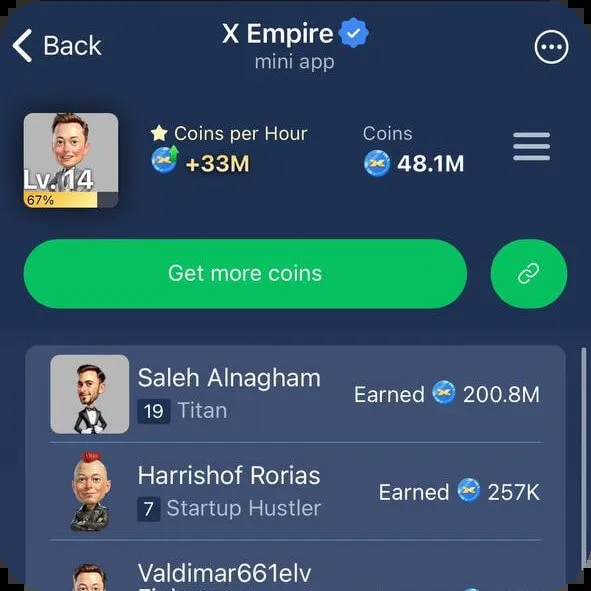 Back
X Empire
mini app
Coins per Hour
+33M
Coins
48.1M
Lv. 14
67%
Get more coins
Saleh Alnagham
19 Titan
Earned 200.8M
Harrishof Rorias
7 Startup Hustler
Earned 257K
Valdimar661elv